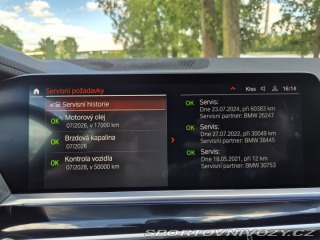 Servisní požadavky
Kiss
16:14
Servisní historie
OK Motorový olej
07/2026, v 17000 km
OK Brzdová kapalina
07/2026
OK Kontrola vozidla
07/2028, v 50000 km
OK Servis:
Dne 23.07.2024, při 60383 km
Servisní partner: BMW 26247
OK Servis:
Dne 27.07.2022, při 30049 km
Servisní partner: BMW 38445
OK Servis:
Dne 18.05.2021, při 12 km
Servisní partner: BMW 30753
WWW.SPORTOVNIVOZY.CZ